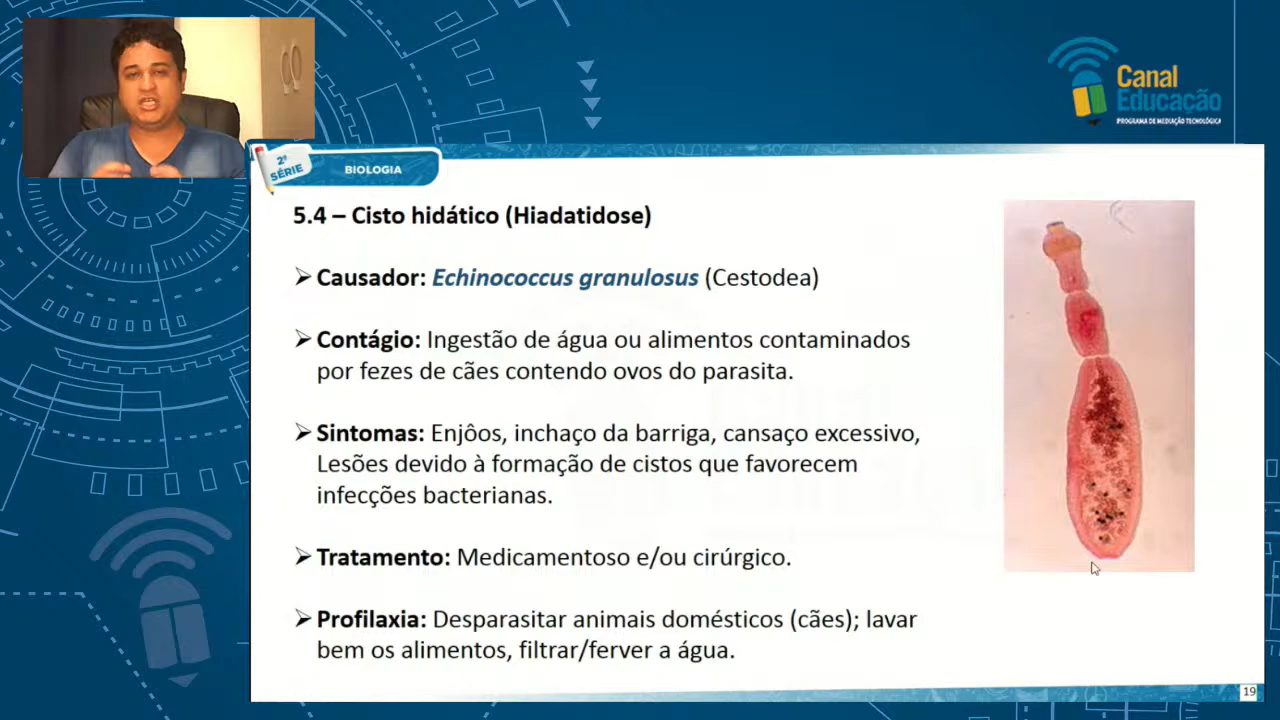 Canal
Educação
PROGRAMA DE MEDIAÇÃO TECNOLÓGICA
2ª
SÉRIE
BIOLOGIA
5.4 – Cisto hidático (Hiadatidose)
➢ Causador: Echinococcus granulosus (Cestodea)
➢ Contágio: Ingestão de água ou alimentos contaminados
por fezes de cães contendo ovos do parasita.
➢ Sintomas: Enjôos, inchaço da barriga, cansaço excessivo,
Lesões devido à formação de cistos que favorecem
infecções bacterianas.
➢ Tratamento: Medicamentoso e/ou cirúrgico.
➢ Profilaxia: Desparasitar animais domésticos (cães); lavar
bem os alimentos, filtrar/ferver a água.
19